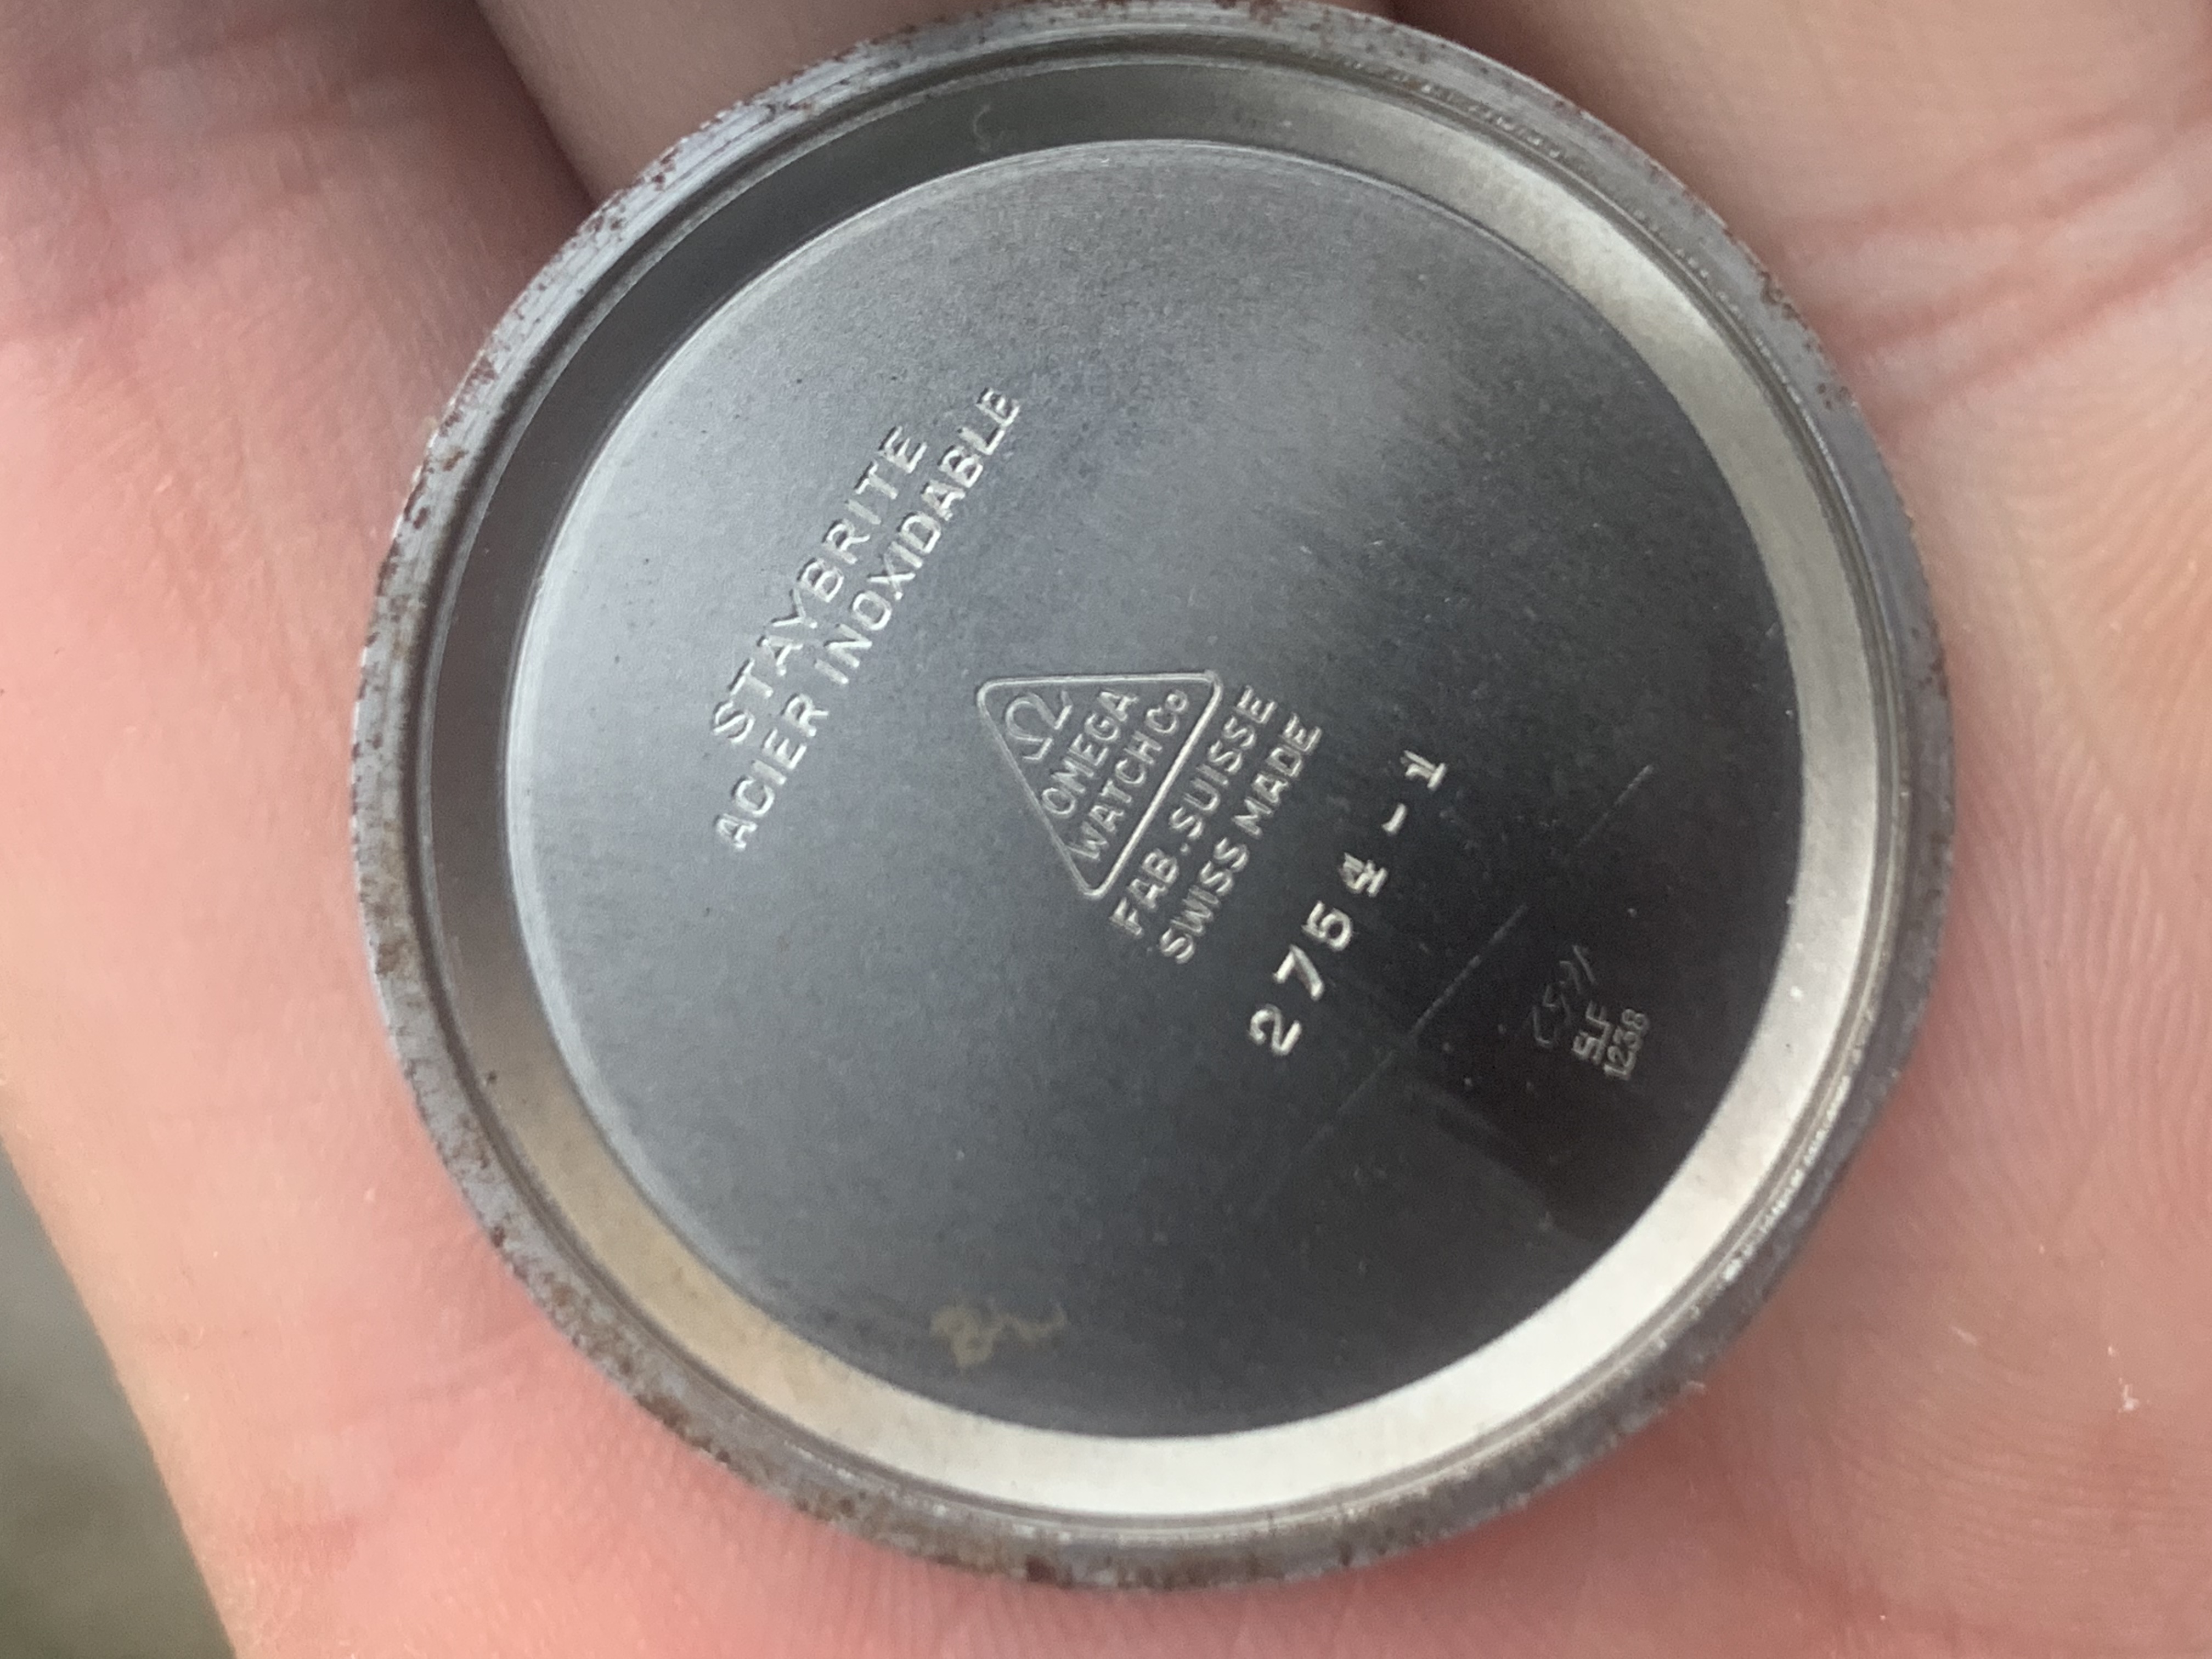 STAYBRITE
ACIER INOXIDABLE
Ω
OMEGA
WATCH Co
FAB. SUISSE
SWISS MADE
2754-1
SLF
1238